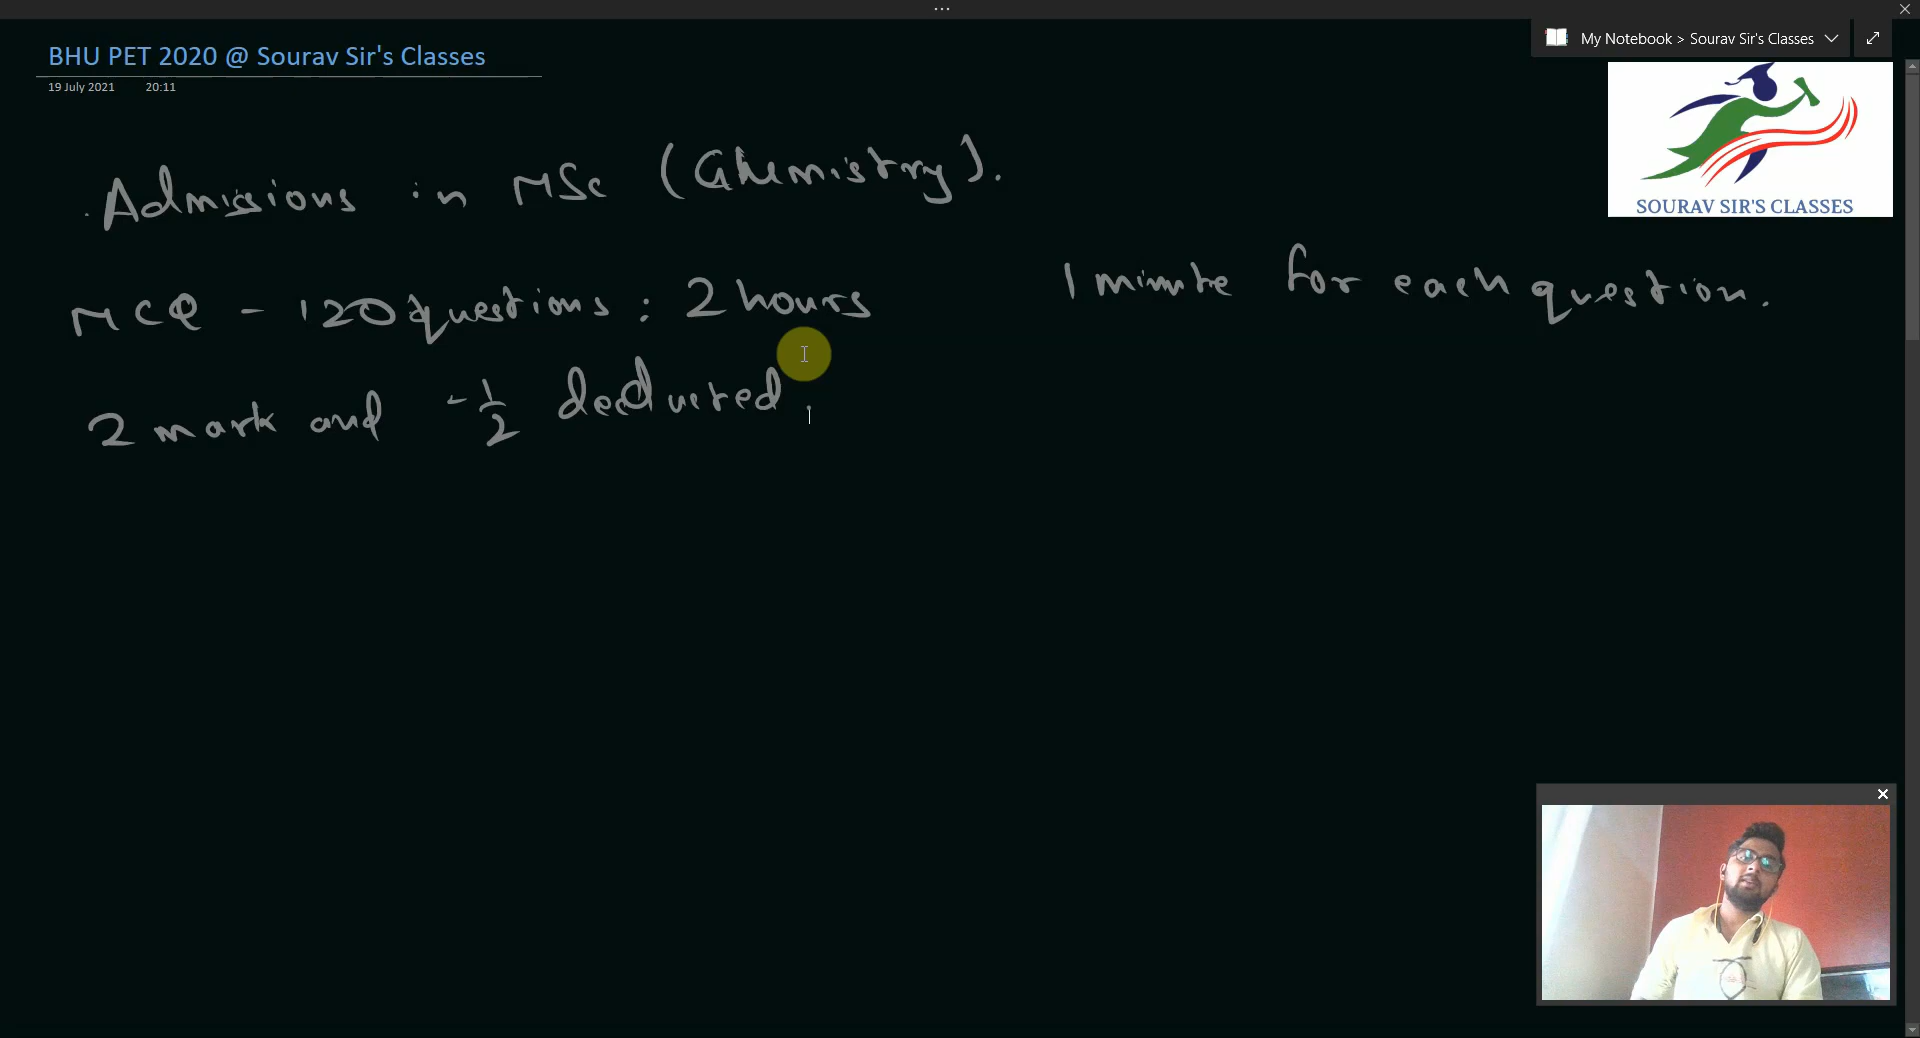 BHU PET 2020 @ Sourav Sir's Classes
19 July 2021 20:11
My Notebook > Sourav Sir's Classes
SOURAV SIR'S CLASSES
. Admissions in MSc (Chemistry).
MCQ - 120 questions : 2 hours
1 minute for each question.
2 mark and -1/2 deducted.